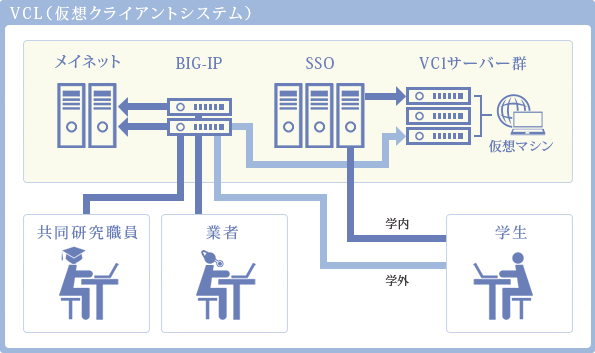 VCL（仮想クライアントシステム）
メイネット
BIG-IP
SSO
VC1サーバー群
仮想マシン
学内
共同研究職員
業者
学生
学外